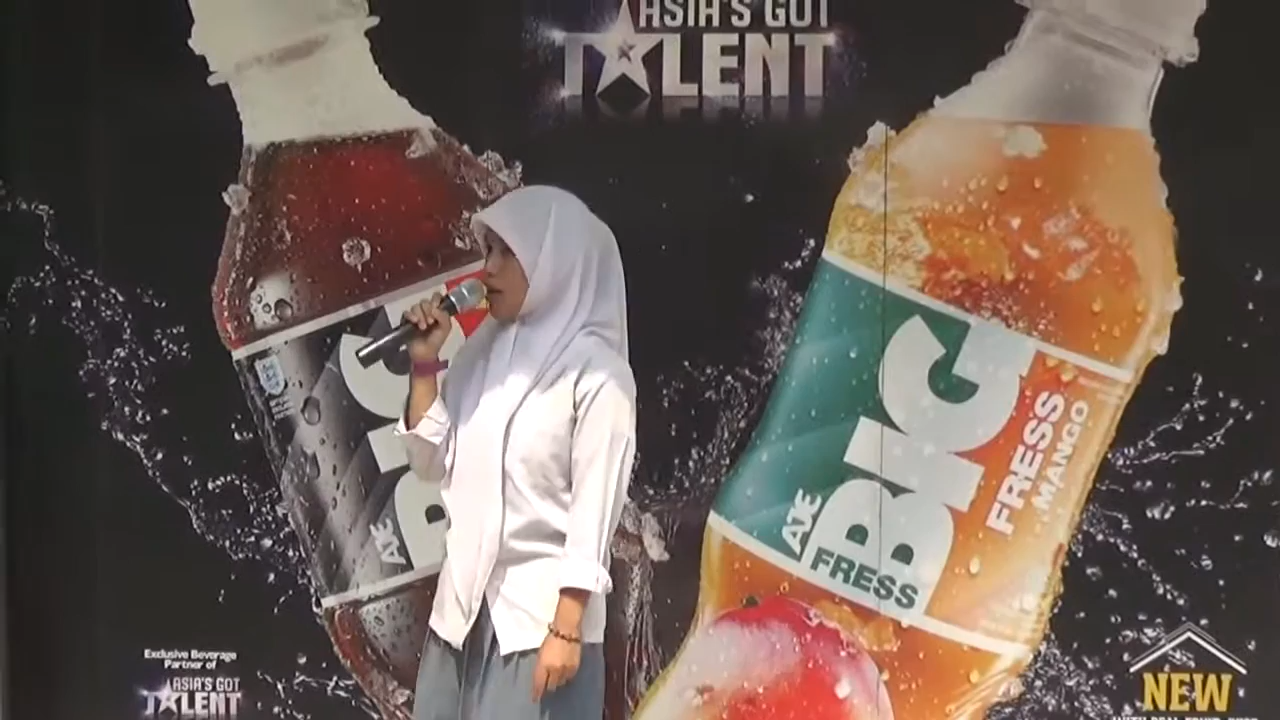 ASIA'S GOT
TALENT
BIG
AJE
BIG
AJE
FRESS
FRESS
MANGO
Exclusive Beverage
Partner of
ASIA'S GOT
TALENT
NEW